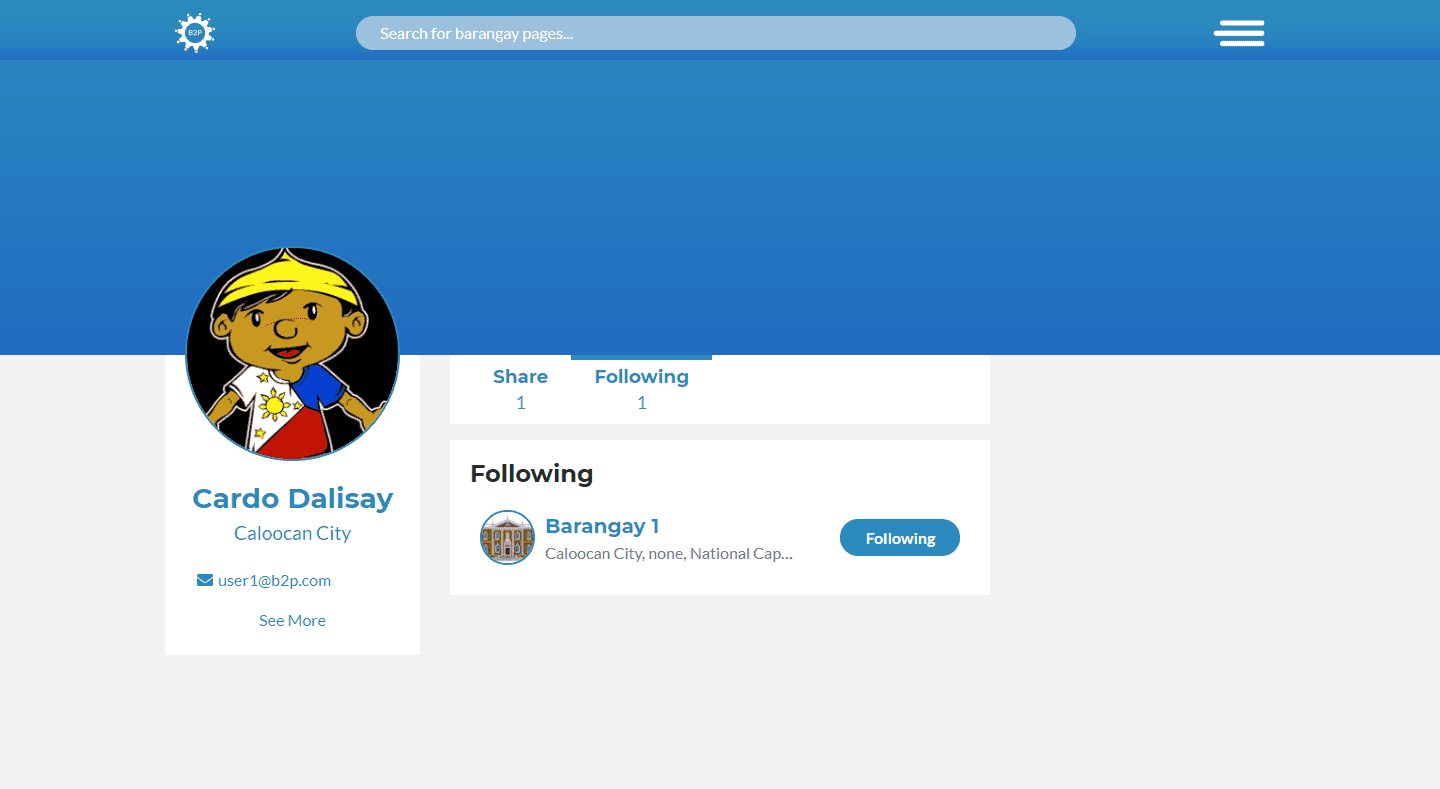 B2P
Search for barangay pages...
Cardo Dalisay
Caloocan City
user1@b2p.com
See More
Share
1
Following
1
Following
Barangay 1
Caloocan City, none, National Cap...
Following